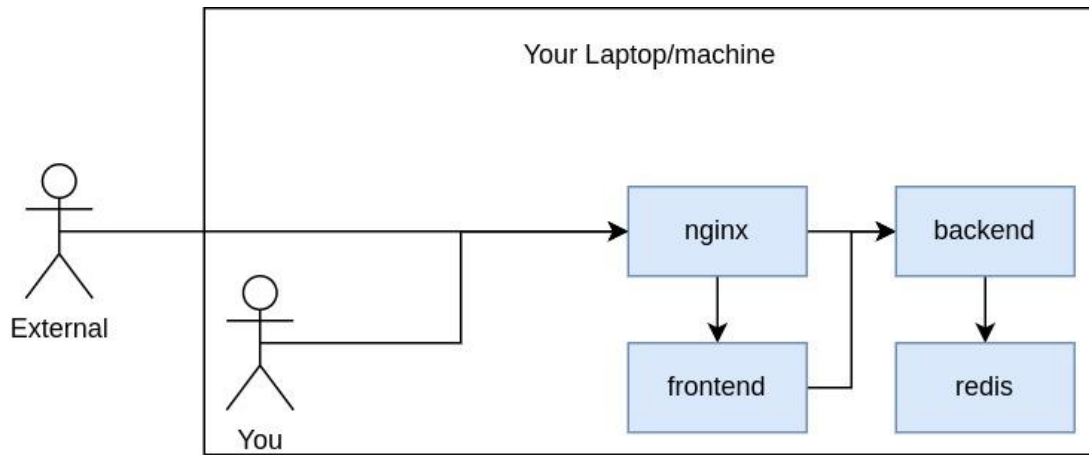 Your Laptop/machine
nginx
backend
External
frontend
redis
You